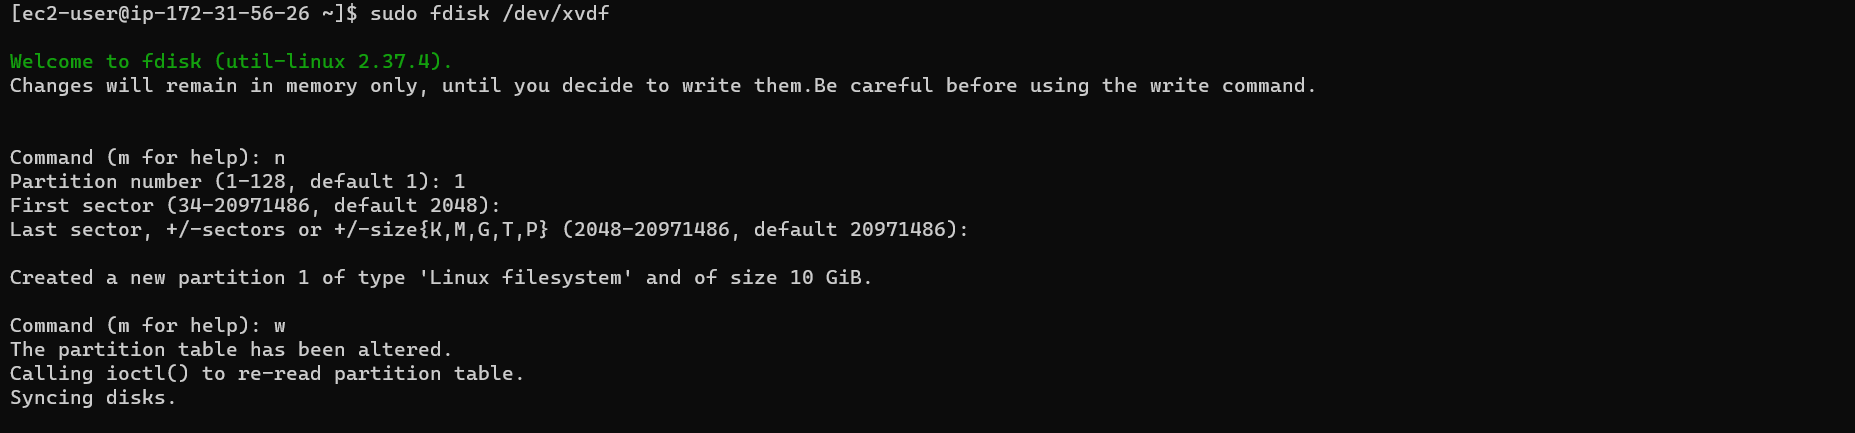 [ec2-user@ip-172-31-56-26 ~]$ sudo fdisk /dev/xvdf
Welcome to fdisk (util-linux 2.37.4).
Changes will remain in memory only, until you decide to write them.Be careful before using the write command.
Command (m for help): n
Partition number (1-128, default 1): 1
First sector (34-20971486, default 2048):
Last sector, +/-sectors or +/-size{K,M,G,T,P} (2048-20971486, default 20971486):
Created a new partition 1 of type 'Linux filesystem' and of size 10 GiB.
Command (m for help): w
The partition table has been altered.
Calling ioctl() to re-read partition table.
Syncing disks.